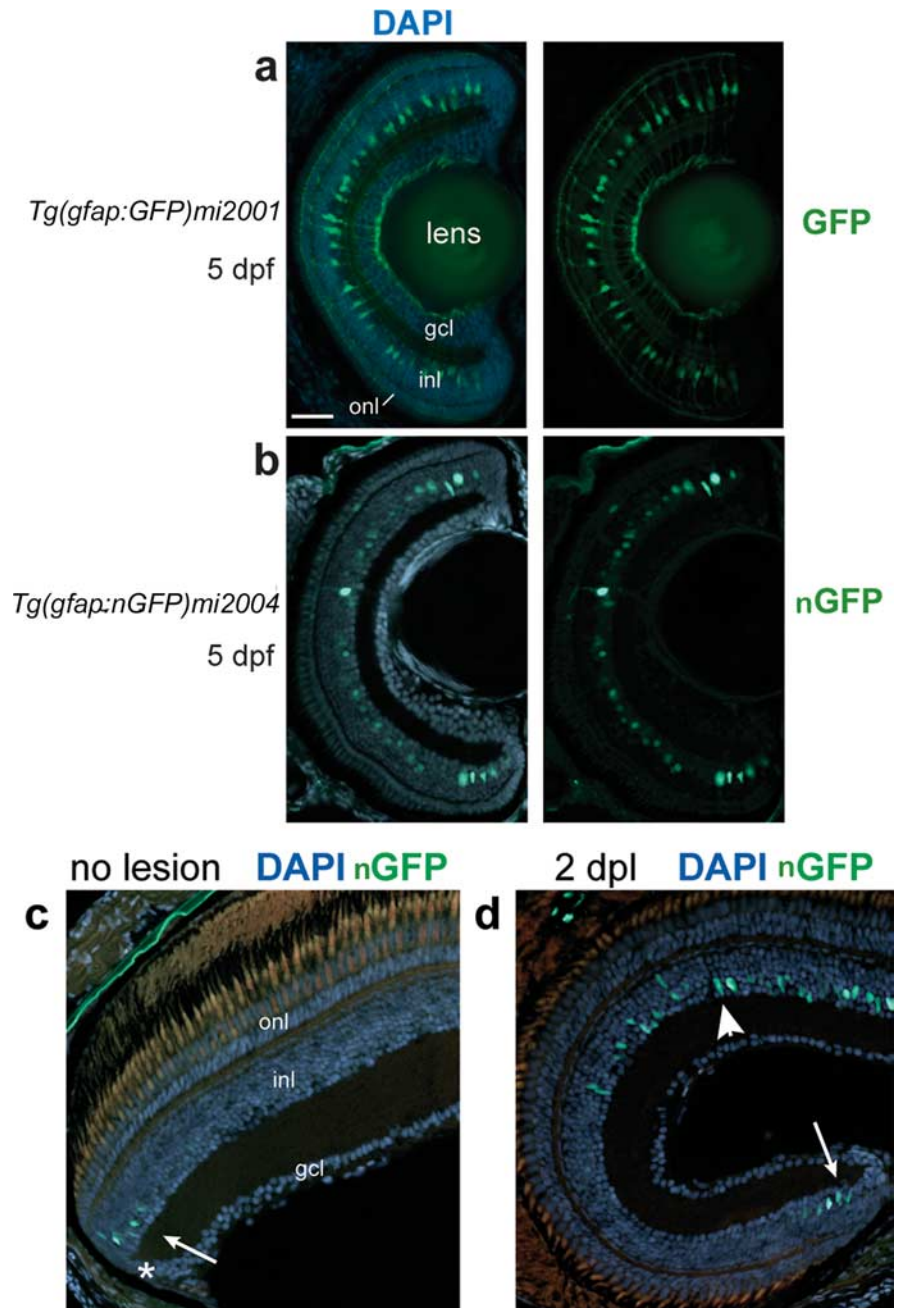 DAPI
a
Tg(gfap:GFP)mi2001
5 dpf
lens
gcl
inl
onl
GFP
b
Tg(gfap:nGFP)mi2004
5 dpf
nGFP
no lesion DAPI nGFP
c
onl
inl
gcl
*
2 dpl DAPI nGFP
d